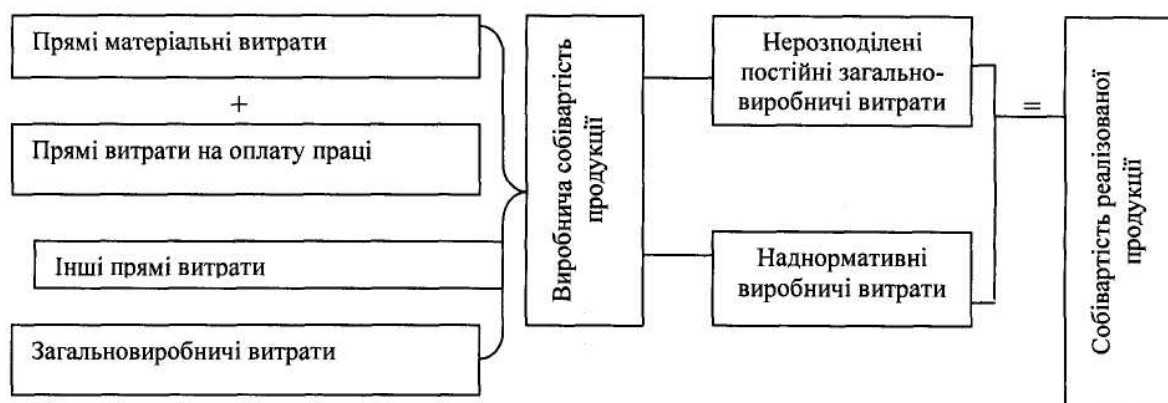 Прямі матеріальні витрати
+
Прямі витрати на оплату праці
Інші прямі витрати
Загальновиробничі витрати
Виробнича собівартість
продукції
Нерозподілені
постійні загально-
виробничі витрати
Наднормативні
виробничі витрати
=
Собівартість реалізованої
продукції